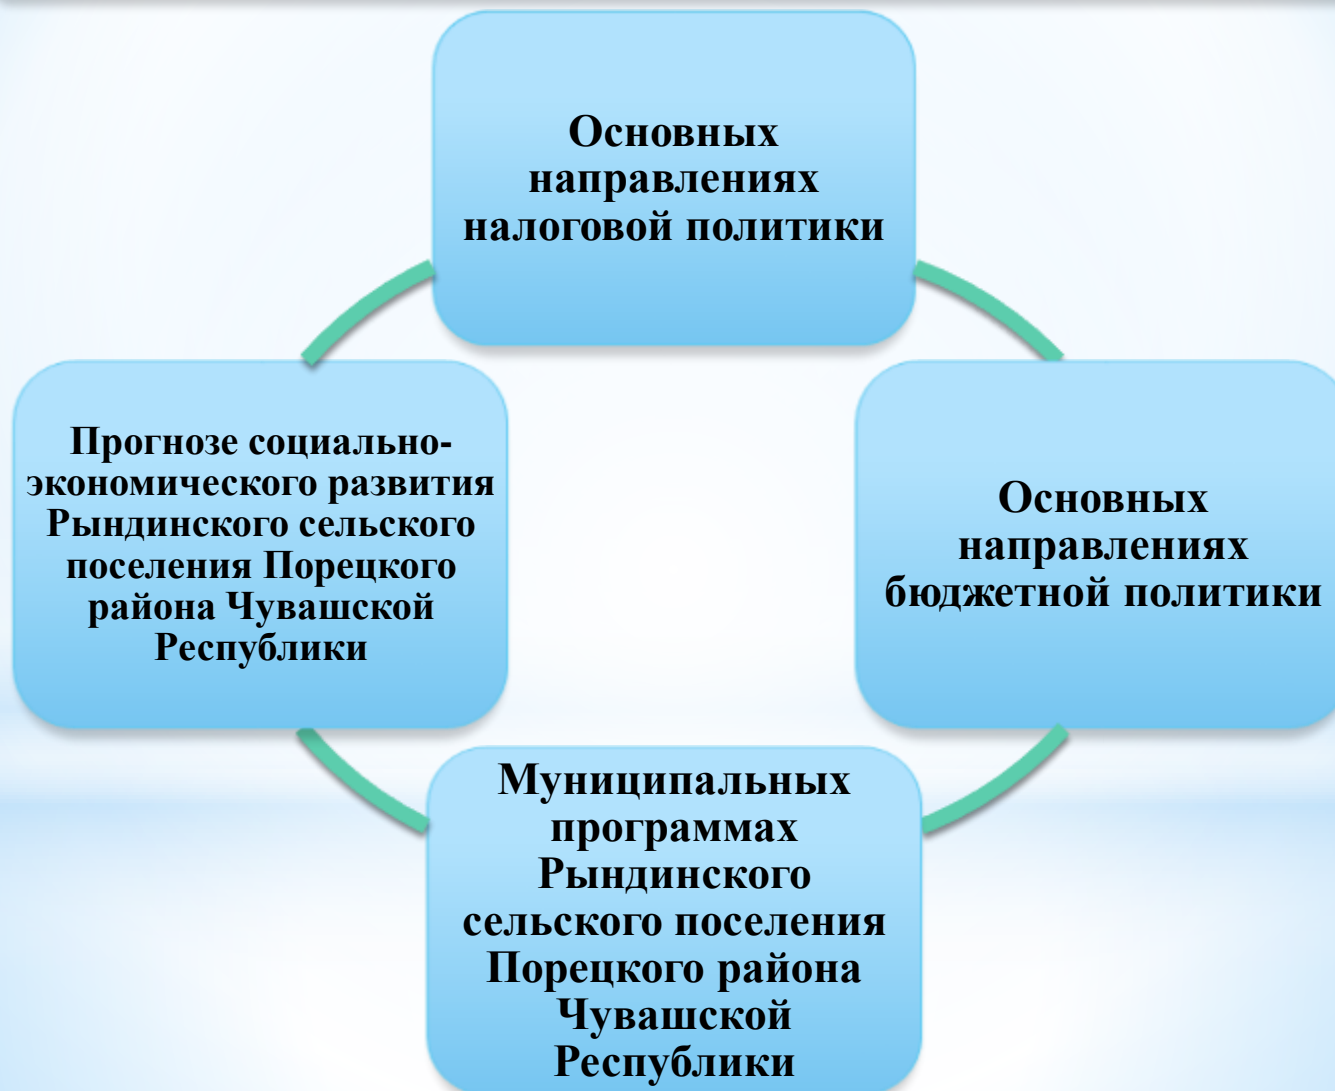 Основных
направлениях
налоговой политики
Прогнозе социально-
экономического развития
Рындинского сельского
поселения Порецкого
района Чувашской
Республики
Основных
направлениях
бюджетной политики
Муниципальных
программах
Рындинского
сельского поселения
Порецкого района
Чувашской
Республики